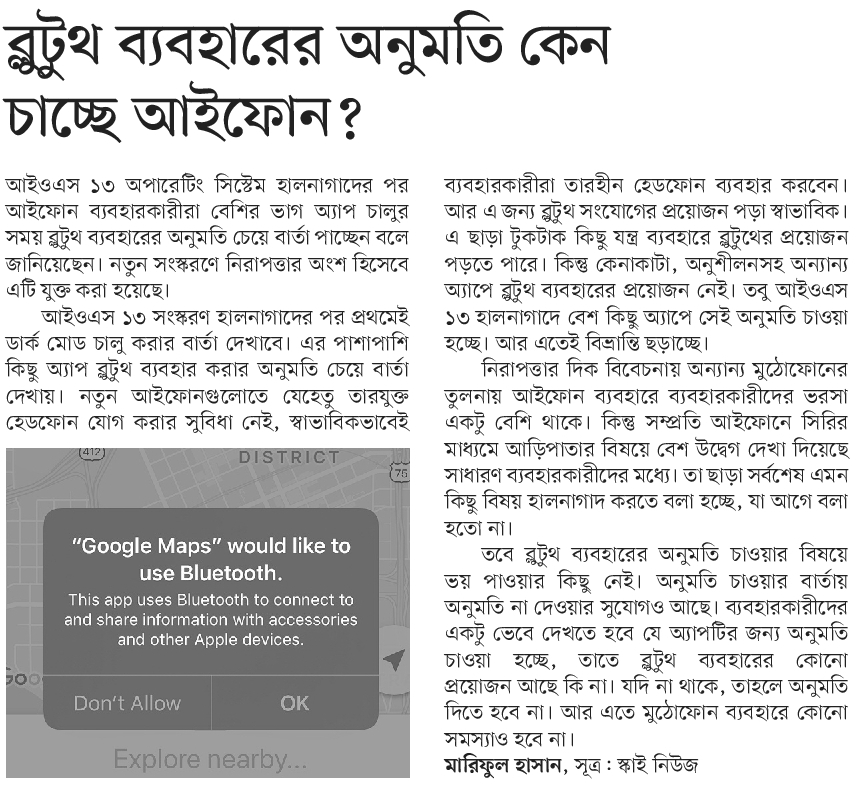 ব্লুটুথ ব্যবহারের অনুমতি কেন
চাচ্ছে আইফোন?
আইওএস ১৩ অপারেটিং সিস্টেম হালনাগাদের পর
আইফোন ব্যবহারকারীরা বেশির ভাগ অ্যাপ চালুর
সময় ব্লুটুথ ব্যবহারের অনুমতি চেয়ে বার্তা পাচ্ছেন বলে
জানিয়েছেন। নতুন সংস্করণে নিরাপত্তার অংশ হিসেবে
এটি যুক্ত করা হয়েছে।
আইওএস ১৩ সংস্করণ হালনাগাদের পর প্রথমেই
ডার্ক মোড চালু করার বার্তা দেখাবে। এর পাশাপাশি
কিছু অ্যাপ ব্লুটুথ ব্যবহার করার অনুমতি চেয়ে বার্তা
দেখায়। নতুন আইফোনগুলোতে যেহেতু তারযুক্ত
হেডফোন যোগ করার সুবিধা নেই, স্বাভাবিকভাবেই
412
DISTRICT
75
"Google Maps" would like to
use Bluetooth.
This app uses Bluetooth to connect to
and share information with accessories
and other Apple devices.
Don't Allow
OK
Explore nearby...
ব্যবহারকারীরা তারহীন হেডফোন ব্যবহার করবেন।
আর এ জন্য ব্লুটুথ সংযোগের প্রয়োজন পড়া স্বাভাবিক।
এ ছাড়া টুকটাক কিছু যন্ত্র ব্যবহারে ব্লুটুথের প্রয়োজন
পড়তে পারে। কিন্তু কেনাকাটা, অনুশীলনসহ অন্যান্য
অ্যাপে ব্লুটুথ ব্যবহারের প্রয়োজন নেই। তবু আইওএস
১৩ হালনাগাদে বেশ কিছু অ্যাপে সেই অনুমতি চাওয়া
হচ্ছে। আর এতেই বিভ্রান্তি ছড়াচ্ছে।
নিরাপত্তার দিক বিবেচনায় অন্যান্য মুঠোফোনের
তুলনায় আইফোন ব্যবহারে ব্যবহারকারীদের ভরসা
একটু বেশি থাকে। কিন্তু সম্প্রতি আইফোনে সিরির
মাধ্যমে আড়িপাতার বিষয়ে বেশ উদ্বেগ দেখা দিয়েছে
সাধারণ ব্যবহারকারীদের মধ্যে। তা ছাড়া সর্বশেষ এমন
কিছু বিষয় হালনাগাদ করতে বলা হচ্ছে, যা আগে বলা
হতো না।
তবে ব্লুটুথ ব্যবহারের অনুমতি চাওয়ার বিষয়ে
ভয় পাওয়ার কিছু নেই। অনুমতি চাওয়ার বার্তায়
অনুমতি না দেওয়ার সুযোগও আছে। ব্যবহারকারীদের
একটু ভেবে দেখতে হবে যে অ্যাপটির জন্য অনুমতি
চাওয়া হচ্ছে, তাতে ব্লুটুথ ব্যবহারের কোনো
প্রয়োজন আছে কি না। যদি না থাকে, তাহলে অনুমতি
দিতে হবে না। আর এতে মুঠোফোন ব্যবহারে কোনো
সমস্যাও হবে না।
মারিফুল হাসান, সূত্র : স্কাই নিউজ